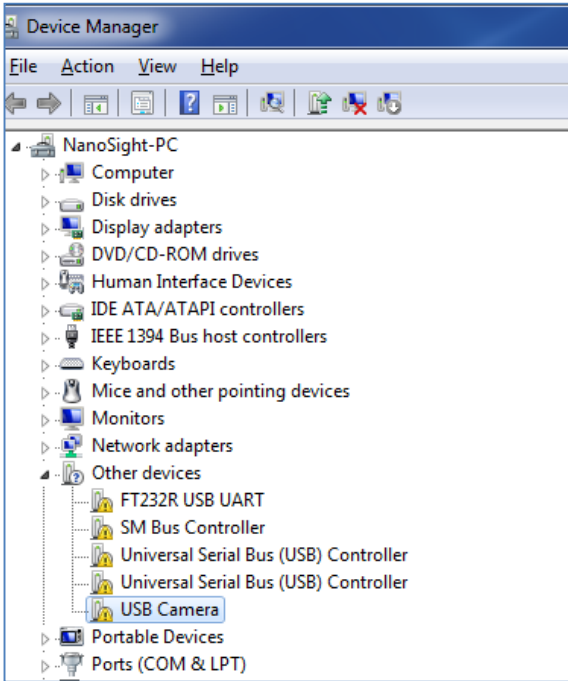 Device Manager
File Action View Help
NanoSight-PC
Computer
Disk drives
Display adapters
DVD/CD-ROM drives
Human Interface Devices
IDE ATA/ATAPI controllers
IEEE 1394 Bus host controllers
Keyboards
Mice and other pointing devices
Monitors
Network adapters
Other devices
FT232R USB UART
SM Bus Controller
Universal Serial Bus (USB) Controller
Universal Serial Bus (USB) Controller
USB Camera
Portable Devices
Ports (COM & LPT)